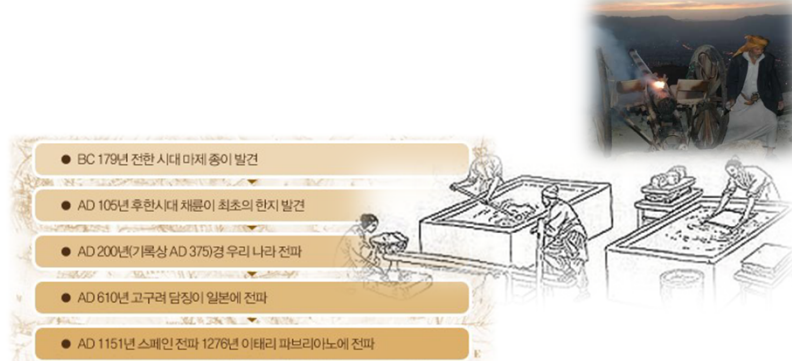 ● BC 179년 전한 시대 마제 종이 발견
● AD 105년 후한시대 채륜이 최초의 한지 발견
● AD 200년(기록상 AD 375)경 우리 나라 전파
● AD 610년 고구려 담징이 일본에 전파
● AD 1151년 스페인 전파 1276년 이태리 파브리아노에 전파
E